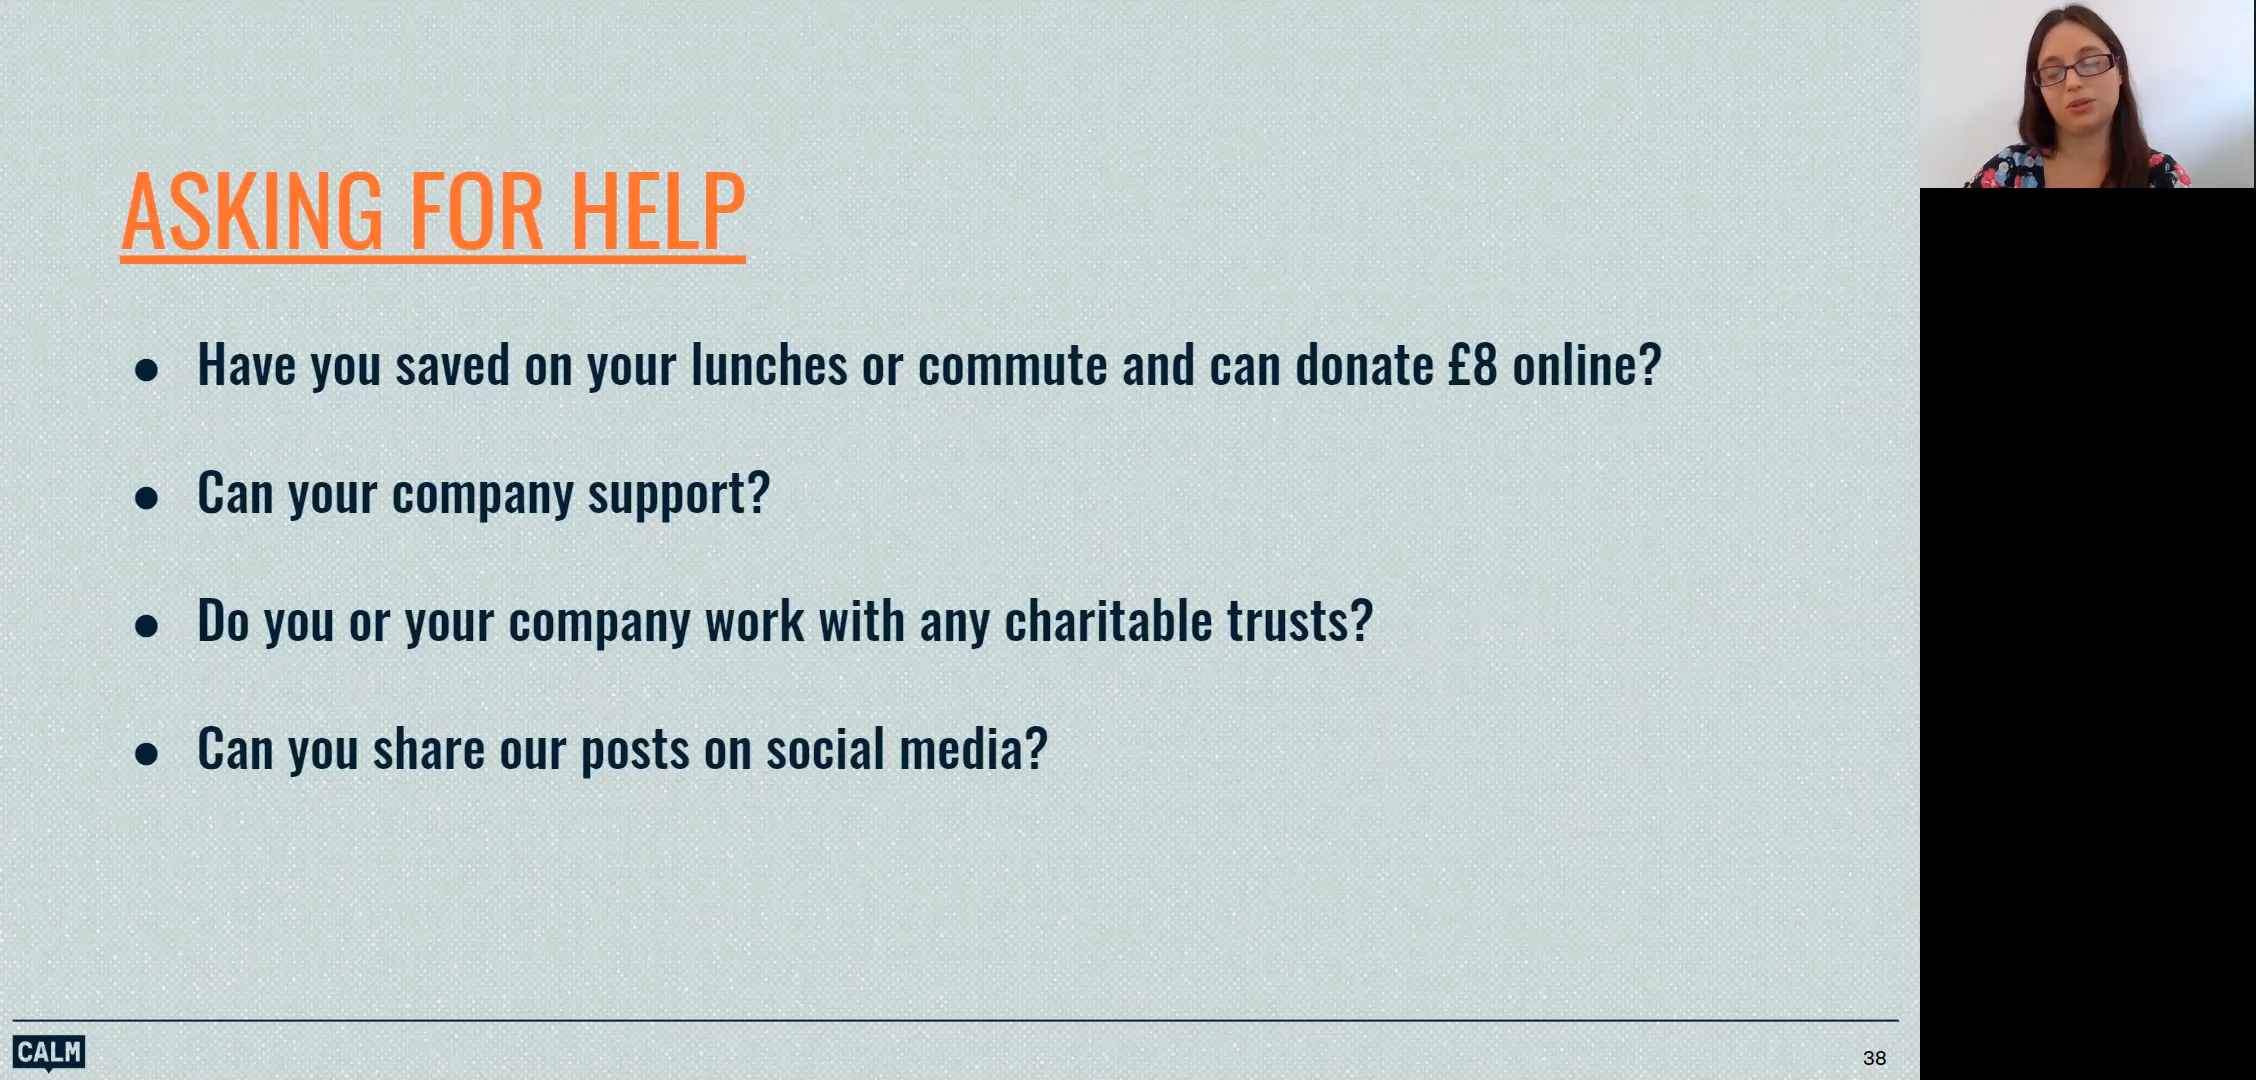 ASKING FOR HELP
● Have you saved on your lunches or commute and can donate £8 online?
● Can your company support?
● Do you or your company work with any charitable trusts?
● Can you share our posts on social media?
CALM
38